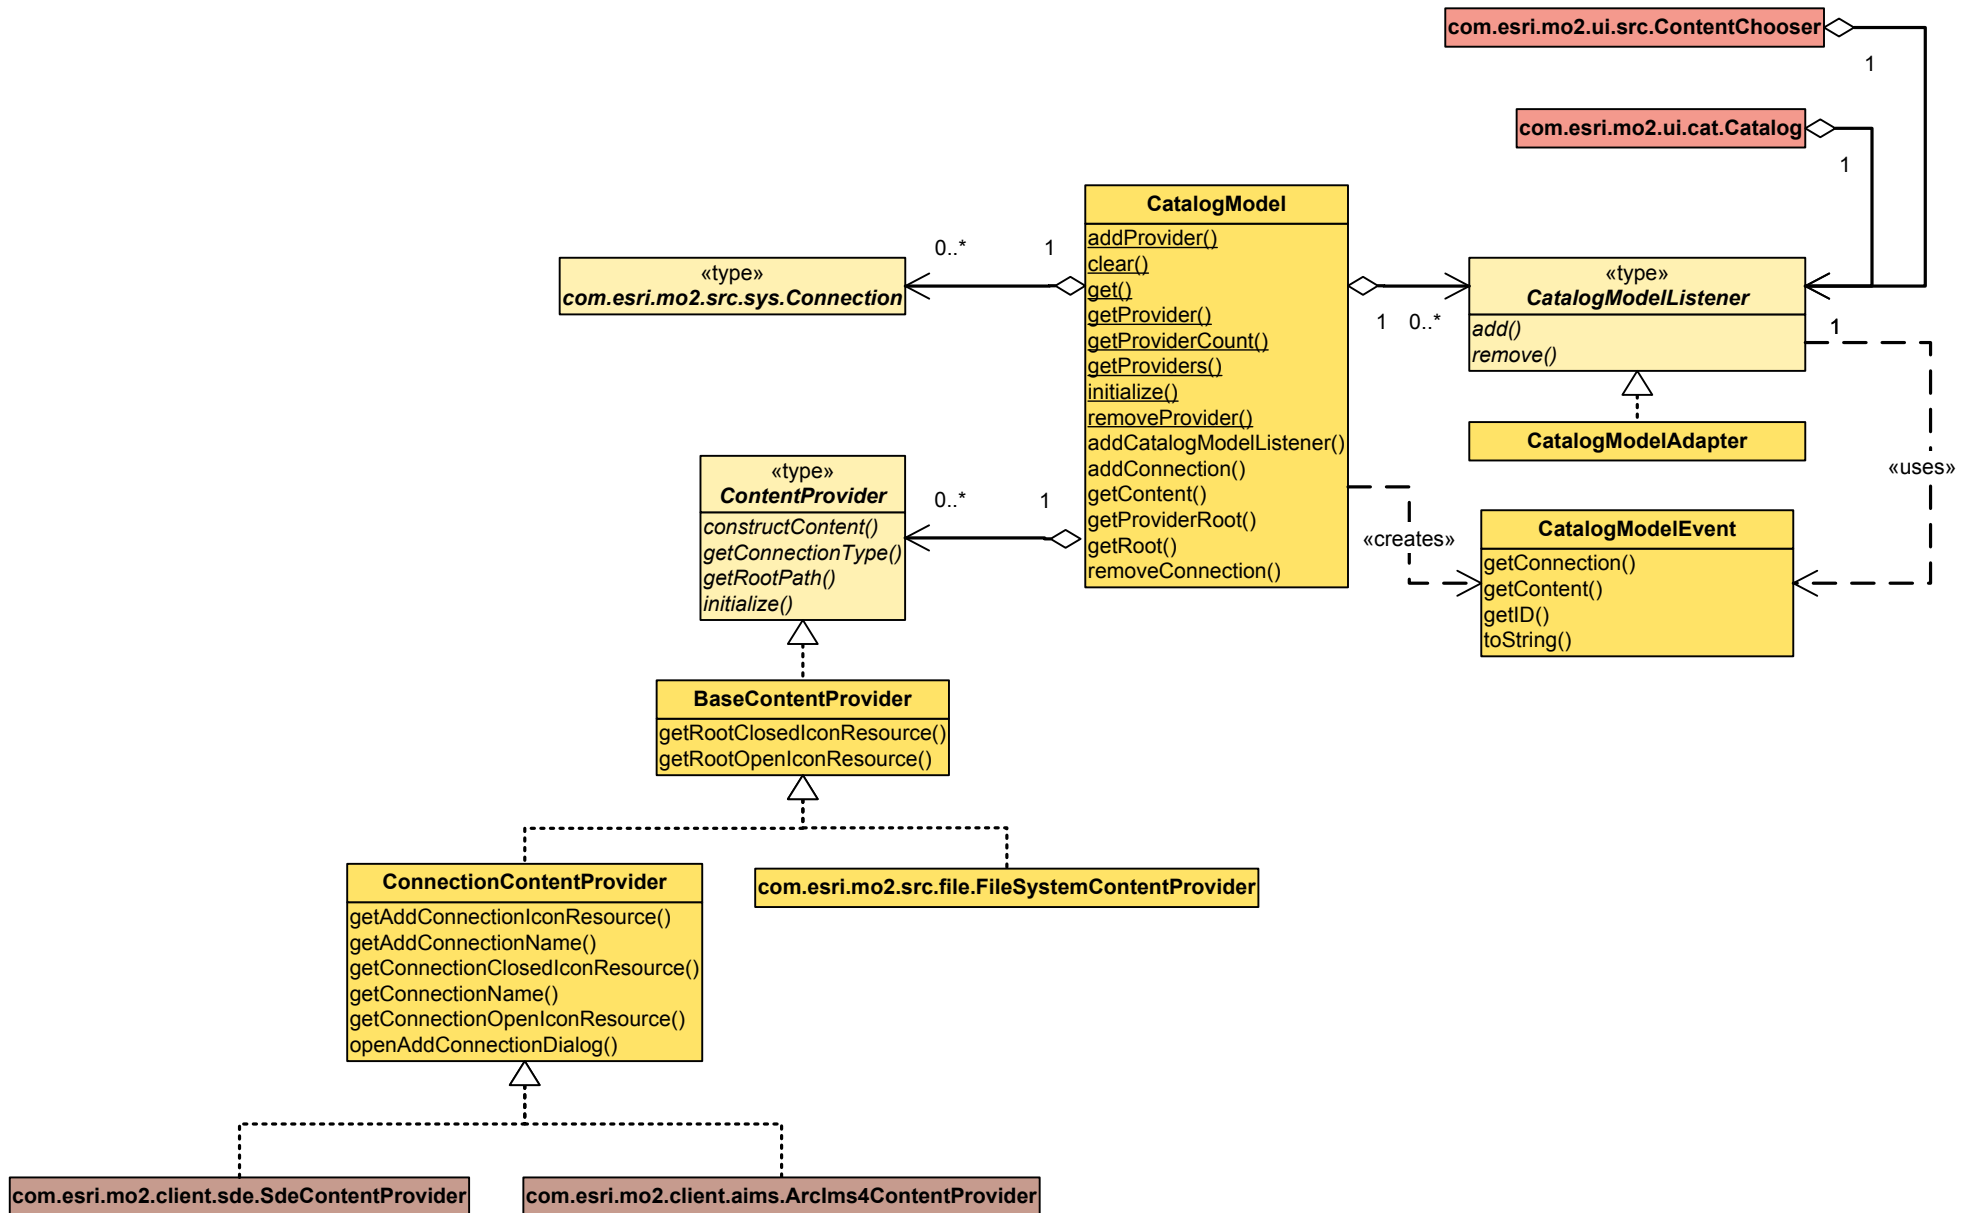 com.esri.mo2.ui.src.ContentChooser
1
com.esri.mo2.ui.cat.Catalog
1
CatalogModel
addProvider()
clear()
get()
getProvider()
getProviderCount()
getProviders()
initialize()
removeProvider()
addCatalogModelListener()
addConnection()
getContent()
getProviderRoot()
getRoot()
removeConnection()
0..*
1
«type»
com.esri.mo2.src.sys.Connection
1
0..*
«type»
CatalogModelListener
add()
remove()
1
CatalogModelAdapter
«uses»
«type»
ContentProvider
constructContent()
getConnectionType()
getRootPath()
initialize()
0..*
1
«creates»
CatalogModelEvent
getConnection()
getContent()
getID()
toString()
BaseContentProvider
getRootClosedIconResource()
getRootOpenIconResource()
ConnectionContentProvider
getAddConnectionIconResource()
getAddConnectionName()
getConnectionClosedIconResource()
getConnectionName()
getConnectionOpenIconResource()
openAddConnectionDialog()
com.esri.mo2.src.file.FileSystemContentProvider
com.esri.mo2.client.sde.SdeContentProvider
com.esri.mo2.client.aims.ArcIms4ContentProvider